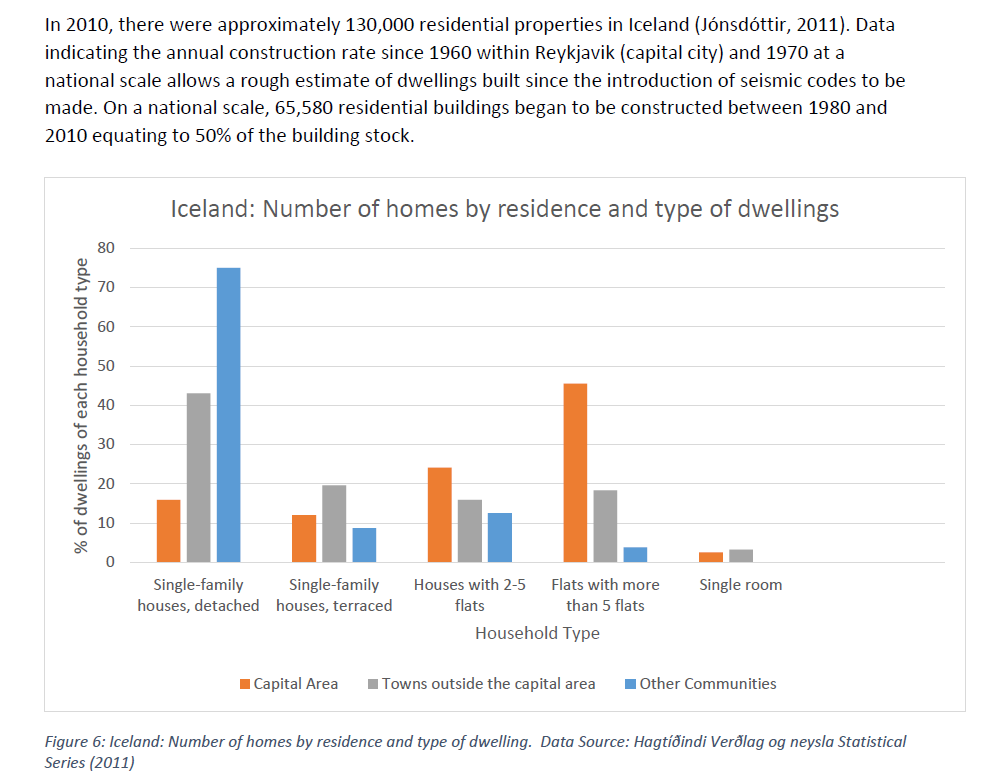 In 2010, there were approximately 130,000 residential properties in Iceland (Jónsdóttir, 2011). Data
indicating the annual construction rate since 1960 within Reykjavik (capital city) and 1970 at a
national scale allows a rough estimate of dwellings built since the introduction of seismic codes to be
made. On a national scale, 65,580 residential buildings began to be constructed between 1980 and
2010 equating to 50% of the building stock.
Iceland: Number of homes by residence and type of dwellings
% of dwellings of each household type
80
70
60
50
40
30
20
10
0
Single-family
houses, detached
Single-family
houses, terraced
Houses with 2-5
flats
Flats with more
than 5 flats
Single room
Household Type
Capital Area
Towns outside the capital area
Other Communities
Figure 6: Iceland: Number of homes by residence and type of dwelling. Data Source: Hagtíðindi Verðlag og neysla Statistical
Series (2011)